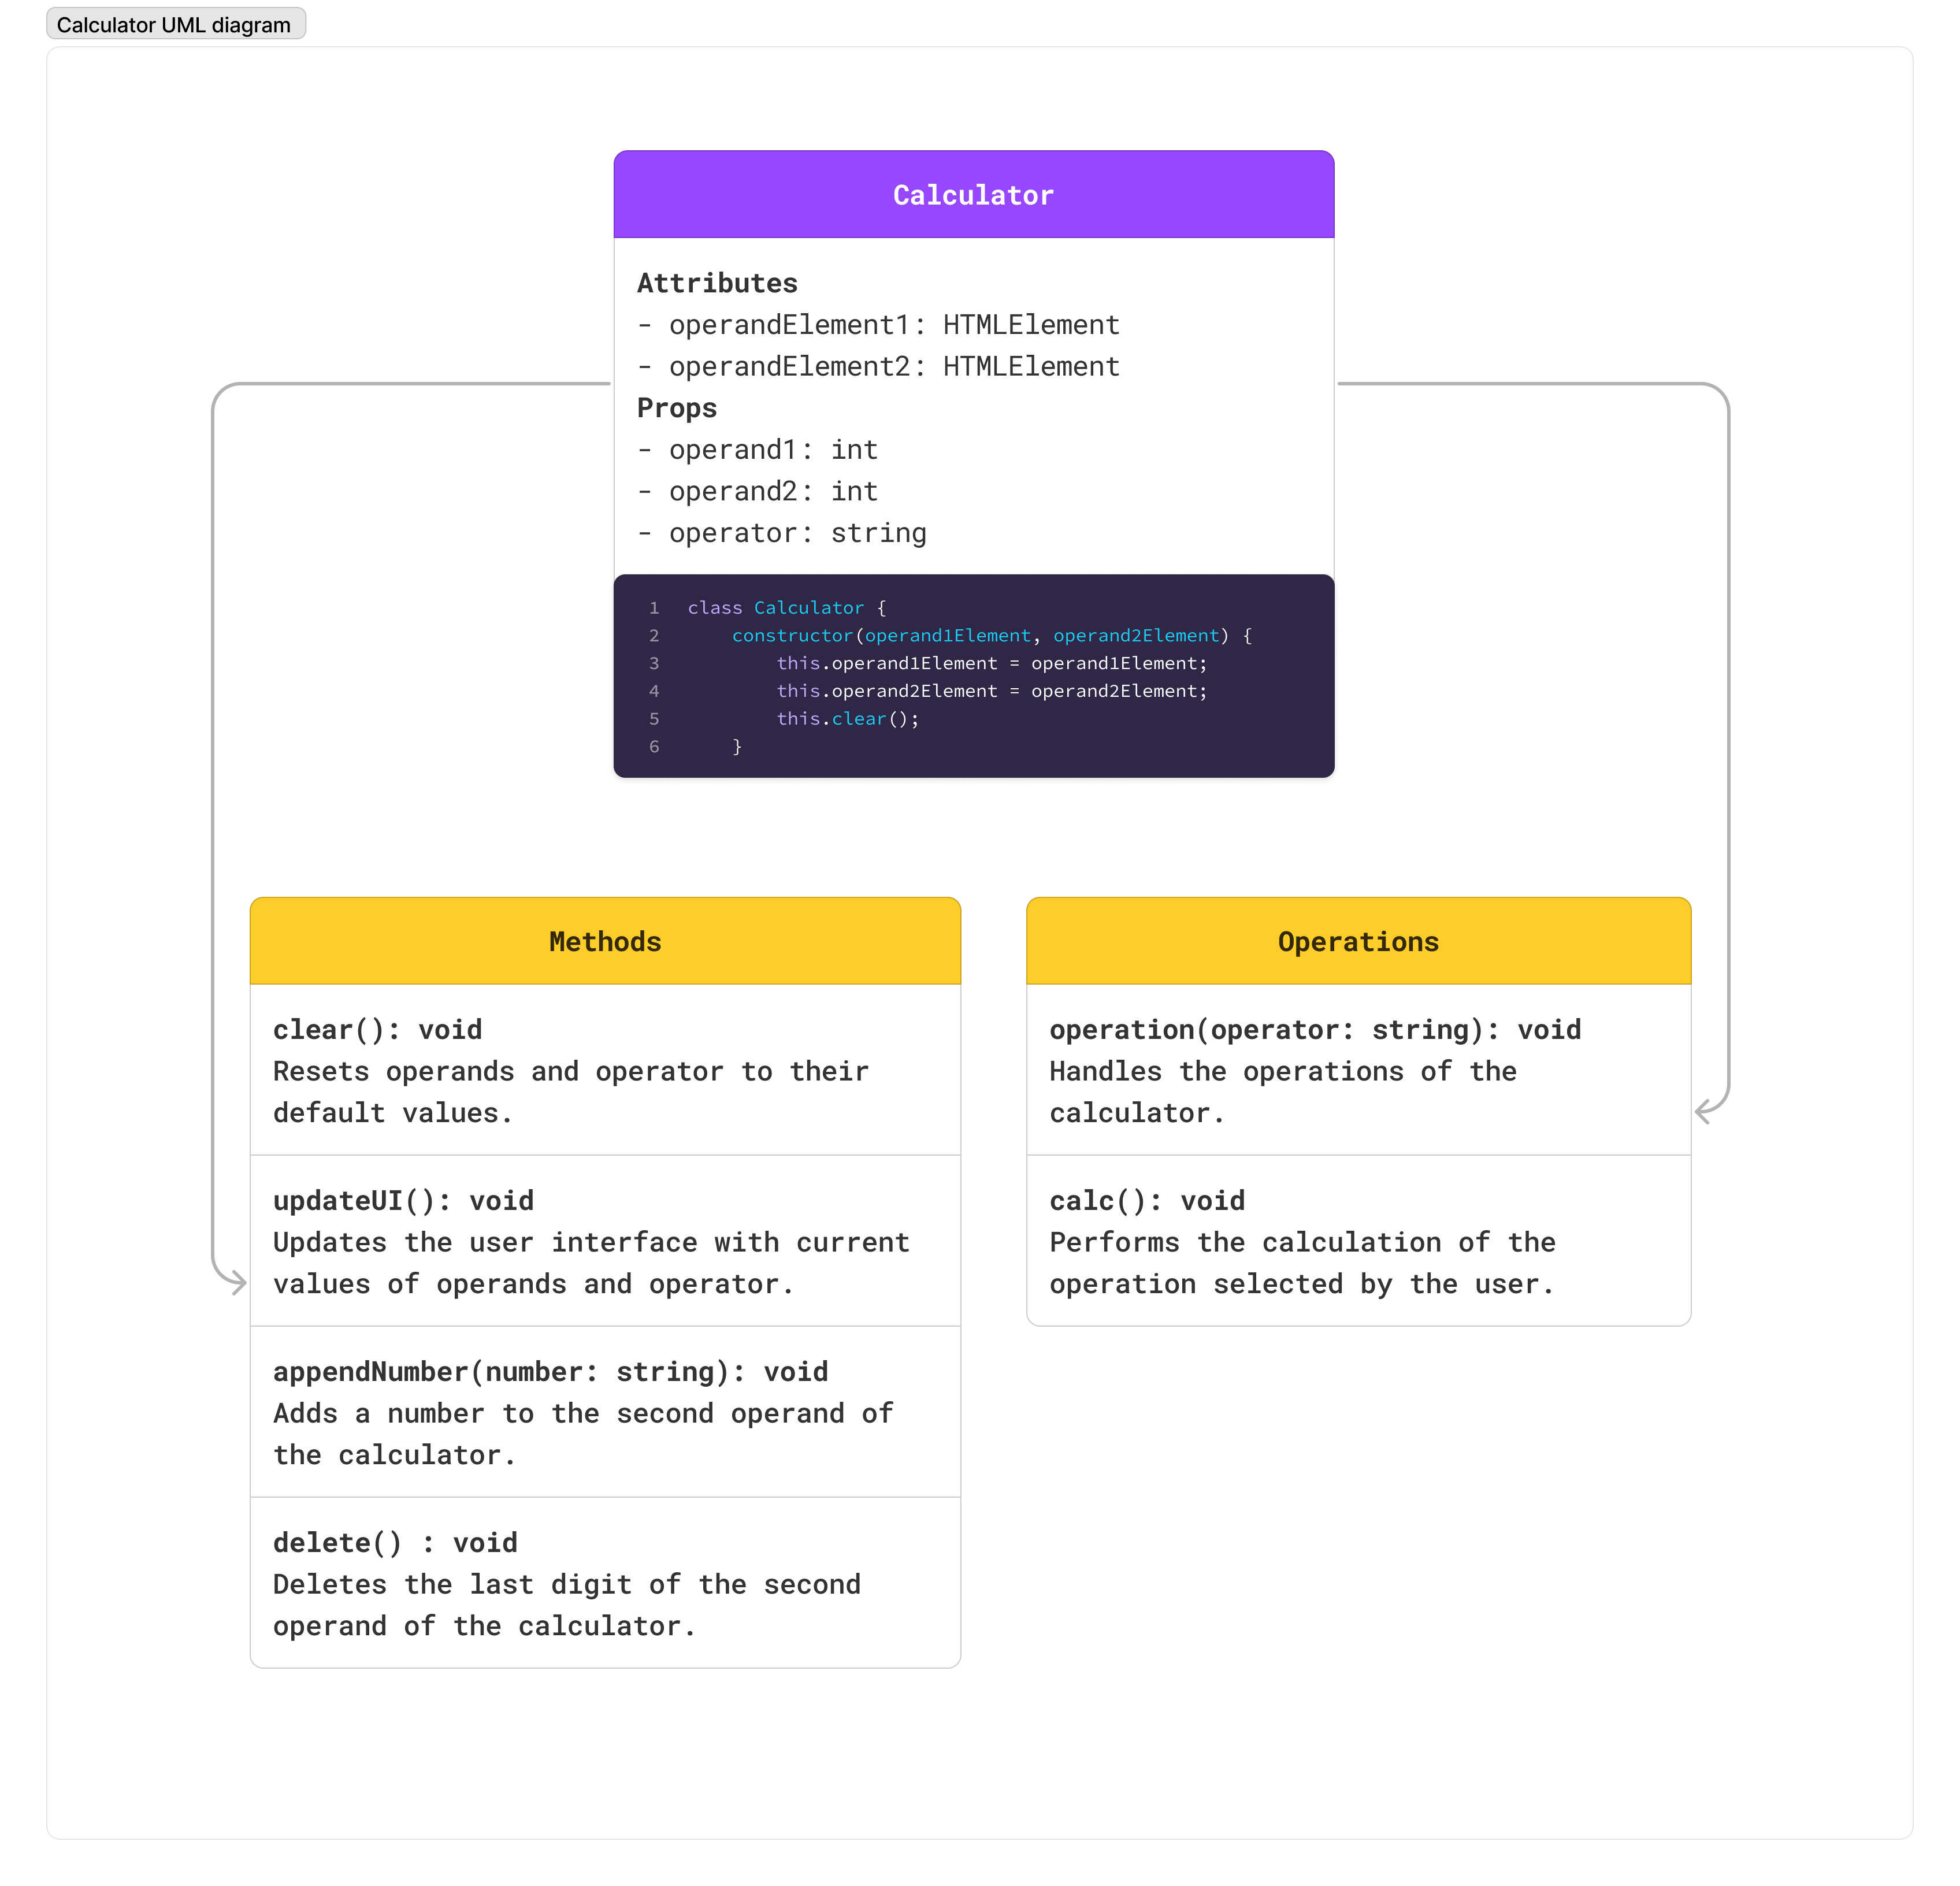 Calculator UML diagram
Calculator
Attributes
- operandElement1: HTMLElement
- operandElement2: HTMLElement
Props
- operand1: int
- operand2: int
- operator: string
1 class Calculator {
2 constructor(operand1Element, operand2Element) {
3 this.operand1Element = operand1Element;
4 this.operand2Element = operand2Element;
5 this.clear();
6 }
Methods
clear(): void
Resets operands and operator to their
default values.
updateUI(): void
Updates the user interface with current
values of operands and operator.
appendNumber(number: string): void
Adds a number to the second operand of
the calculator.
delete() : void
Deletes the last digit of the second
operand of the calculator.
Operations
operation(operator: string): void
Handles the operations of the
calculator.
calc(): void
Performs the calculation of the
operation selected by the user.